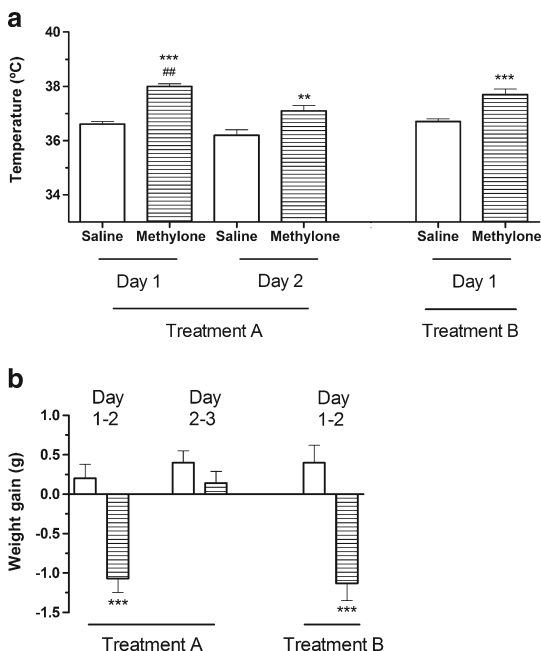 a
Temperature (ºC)
40
38
36
34
***
##
**
***
Saline Methylone Saline Methylone Saline Methylone
Day 1 Day 2 Day 1
Treatment A Treatment B
b
Day Day Day
1-2 2-3 1-2
Weight gain (g)
1.0
0.5
0.0
-0.5
-1.0
-1.5
*** ***
Treatment A Treatment B